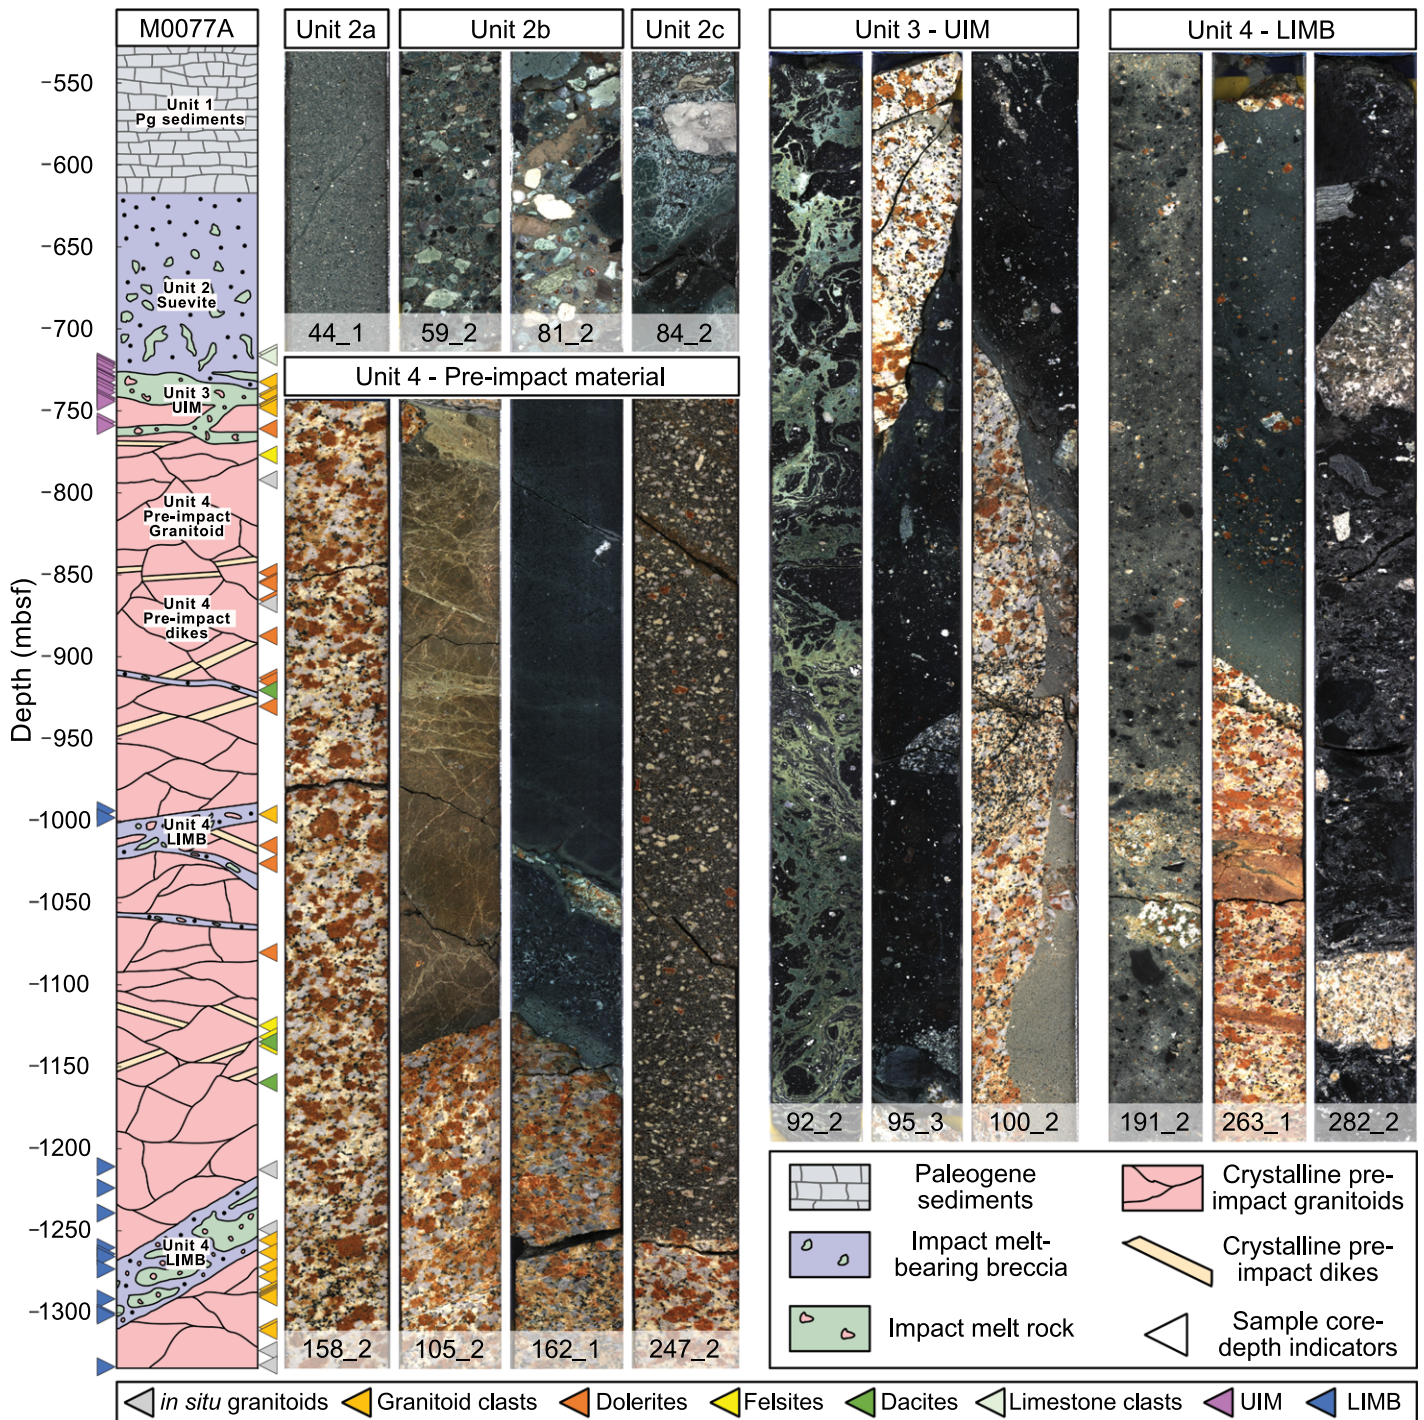 M0077A
Unit 2a
Unit 2b
Unit 2c
Unit 3 - UIM
Unit 4 - LIMB
Depth (mbsf)
−550
−600
−650
−700
−750
−800
−850
−900
−950
−1000
−1050
−1100
−1150
−1200
−1250
−1300
Unit 1
Pg sediments
Unit 2
Suevite
Unit 3
UIM
Unit 4
Pre-impact
Granitoid
Unit 4
Pre-impact
dikes
Unit 4
LIMB
Unit 4
LIMB
44_1
59_2
81_2
84_2
Unit 4 - Pre-impact material
158_2
105_2
162_1
247_2
92_2
95_3
100_2
191_2
263_1
282_2
Paleogene
sediments
Crystalline pre-
impact granitoids
Impact melt-
bearing breccia
Crystalline pre-
impact dikes
Impact melt rock
Sample core-
depth indicators
in situ granitoids
Granitoid clasts
Dolerites
Felsites
Dacites
Limestone clasts
UIM
LIMB